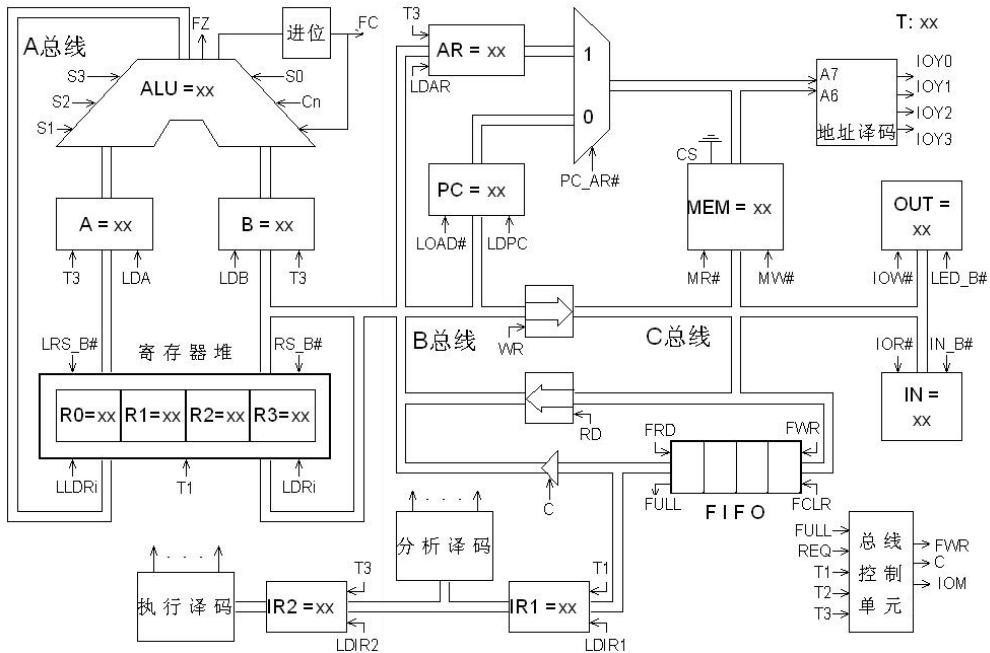 A总线
FZ
进位
FC
T3
AR = xx
LDAR
1
0
T: xx
S3
S2
S1
ALU = xx
S0
Cn
A7
A6
地址译码
IOY0
IOY1
IOY2
IOY3
PC_AR#
CS
A = xx
T3
LDA
B = xx
LDB
T3
PC = xx
LOAD#
LDPC
MEM = xx
MR#
MW#
OUT =
xx
IOW#
LED_B#
B总线
WR
C总线
LRS_B#
寄存器堆
RS_B#
R0=xx
R1=xx
R2=xx
R3=xx
LLDRi
T1
LDRi
RD
IOR#
IN_B#
IN =
xx
FRD
FWR
FULL
FCLR
FIFO
C
分析译码
执行译码
T3
IR2 = xx
LDIR2
T1
IR1 = xx
LDIR1
FULL
REQ
T1
T2
T3
总线
控制
单元
FWR
C
IOM